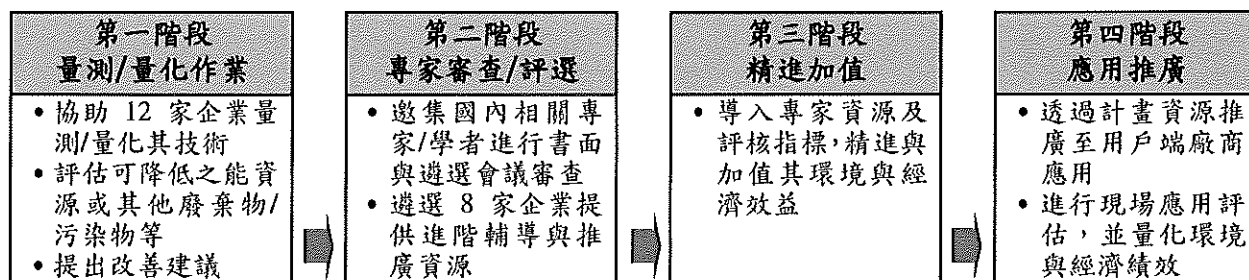 第一階段
量測/量化作業
• 協助 12 家企業量
測/量化其技術
• 評估可降低之能資
源或其他廢棄物/
污染物等
• 提出改善建議
第二階段
專家審查/評選
• 邀集國內相關專
家/學者進行書面
與遴選會議審查
• 遴選 8 家企業提
供進階輔導與推
廣資源
第三階段
精進加值
• 導入專家資源及
評核指標，精進與
加值其環境與經
濟效益
第四階段
應用推廣
• 透過計畫資源推
廣至用戶端廠商
應用
• 進行現場應用評
估，並量化環境
與經濟績效